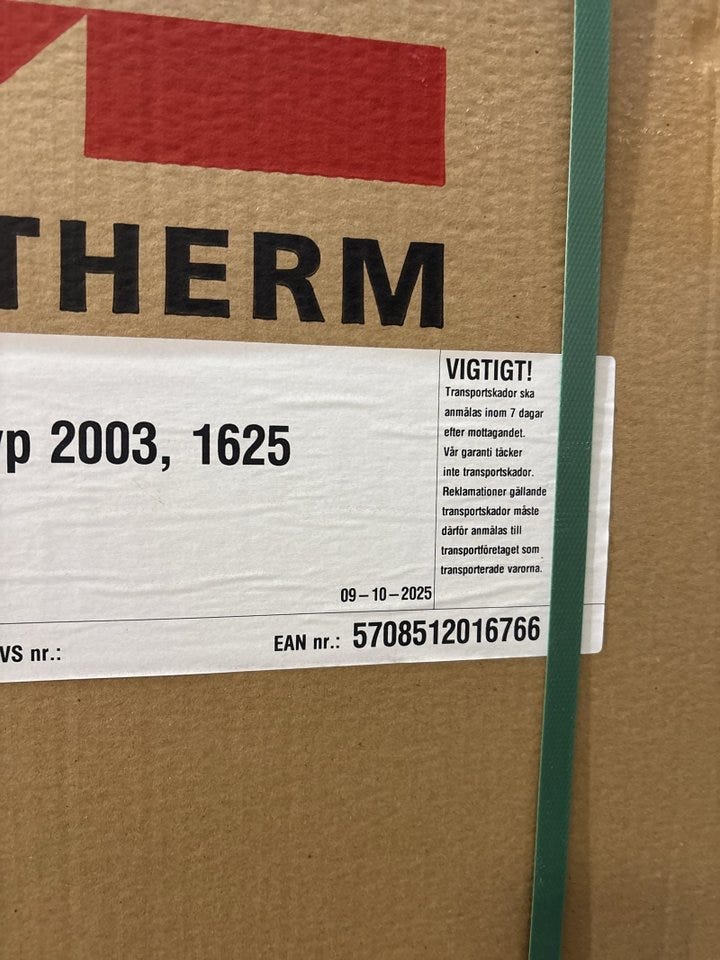 THERM
yp 2003, 1625
VIGTIGT!
Transportskador ska
anmälas inom 7 dagar
efter mottagandet.
Vår garanti täcker
inte transportskador.
Reklamationer gällande
transportskador måste
därför anmälas till
transportföretaget som
transporterade varorna.
09-10-2025
VS nr.:
EAN nr.: 5708512016766